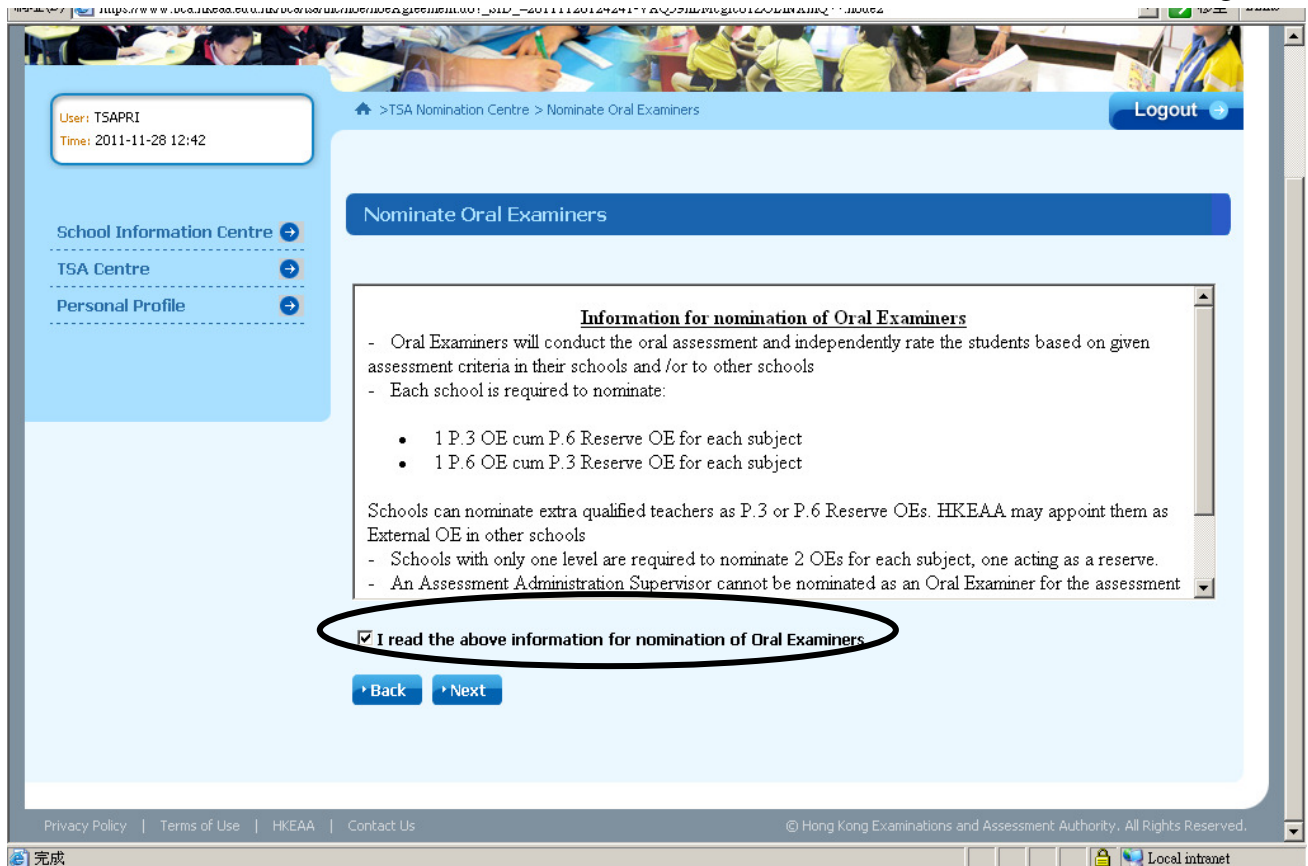 >TSA Nomination Centre > Nominate Oral Examiners
Logout
User: TSAPRI
Time: 2011-11-28 12:42
School Information Centre
TSA Centre
Personal Profile
Nominate Oral Examiners
Information for nomination of Oral Examiners
- Oral Examiners will conduct the oral assessment and independently rate the students based on given
assessment criteria in their schools and /or to other schools
- Each school is required to nominate:
• 1 P.3 OE cum P.6 Reserve OE for each subject
• 1 P.6 OE cum P.3 Reserve OE for each subject
Schools can nominate extra qualified teachers as P.3 or P.6 Reserve OEs. HKEAA may appoint them as
External OE in other schools
- Schools with only one level are required to nominate 2 OEs for each subject, one acting as a reserve.
- An Assessment Administration Supervisor cannot be nominated as an Oral Examiner for the assessment
I read the above information for nomination of Oral Examiners
Back Next
Privacy Policy | Terms of Use | HKEAA | Contact Us
© Hong Kong Examinations and Assessment Authority. All Rights Reserved.
完成
Local intranet